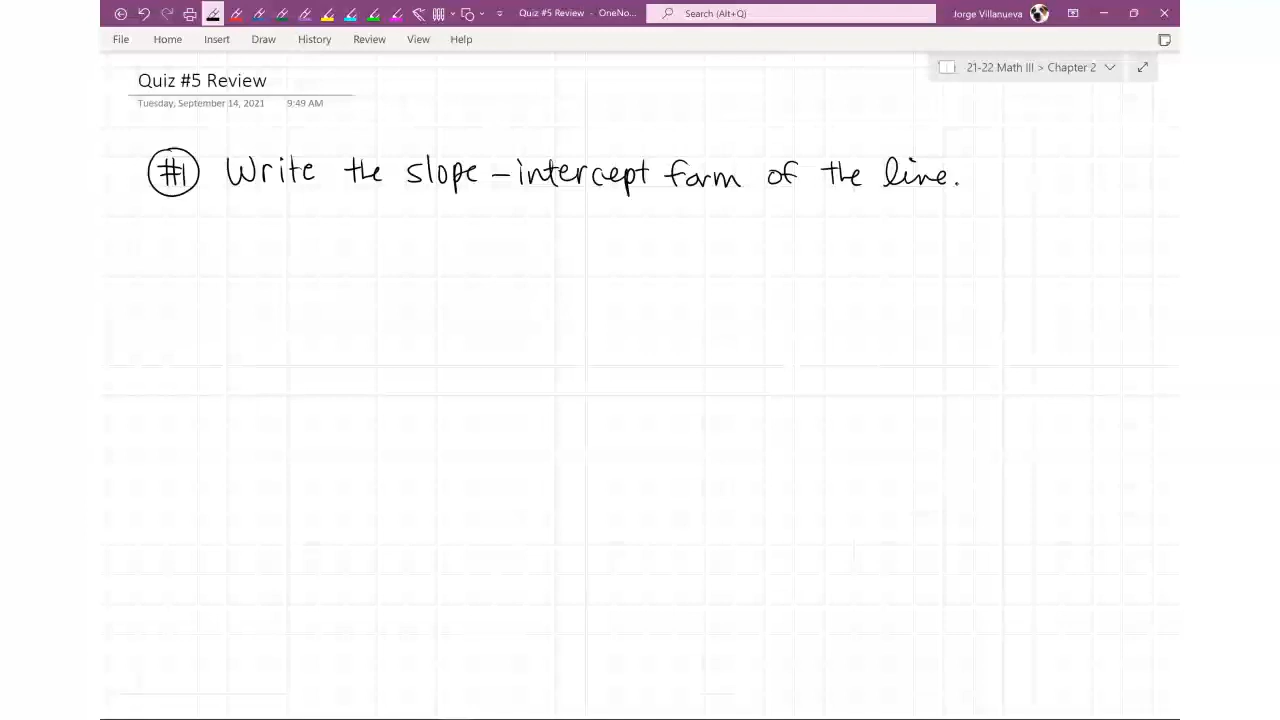 Quiz #5 Review - OneNo...
Search (Alt+Q)
Jorge Villanueva
File Home Insert Draw History Review View Help
21-22 Math III > Chapter 2
Quiz #5 Review
Tuesday, September 14, 2021 9:49 AM
#1 Write the slope-intercept form of the line.